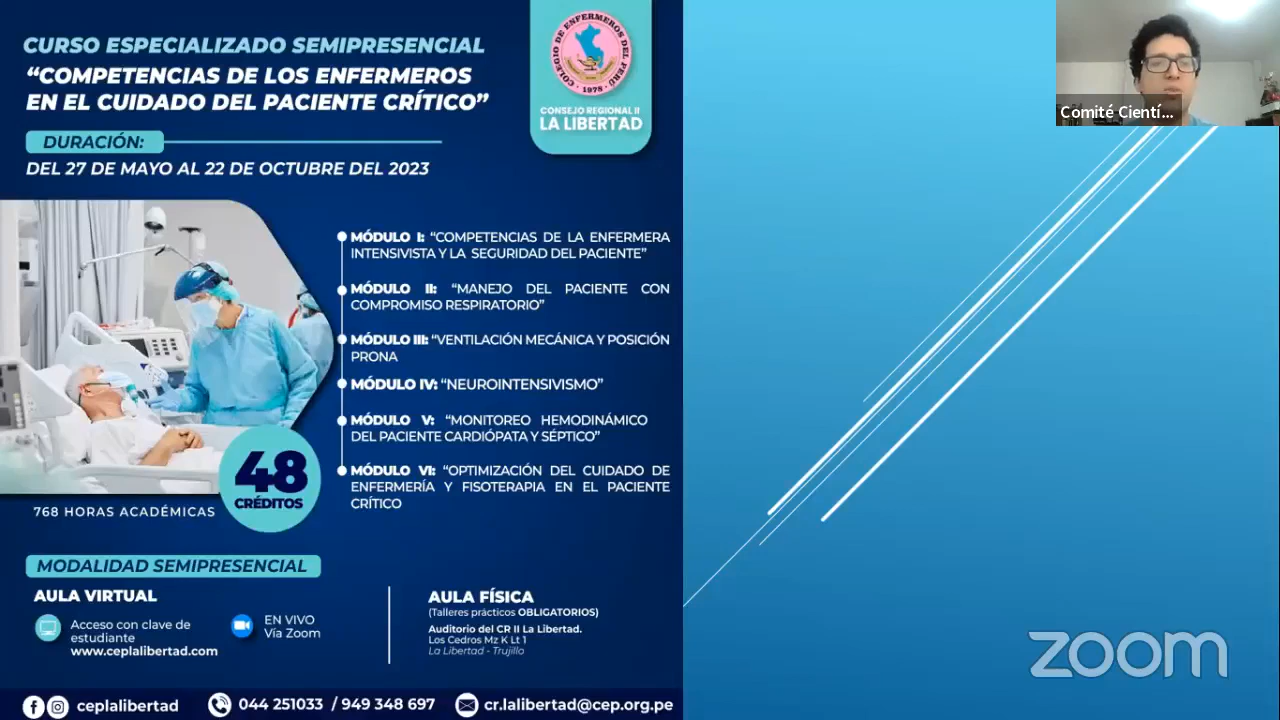 CURSO ESPECIALIZADO SEMIPRESENCIAL
“COMPETENCIAS DE LOS ENFERMEROS
EN EL CUIDADO DEL PACIENTE CRÍTICO”
DURACIÓN:
DEL 27 DE MAYO AL 22 DE OCTUBRE DEL 2023
COLEGIO DE ENFERMEROS DEL PERÚ
1978
CONSEJO REGIONAL II
LA LIBERTAD
Comité Cientí...
MÓDULO I: “COMPETENCIAS DE LA ENFERMERA
INTENSIVISTA Y LA SEGURIDAD DEL PACIENTE”
MÓDULO II: “MANEJO DEL PACIENTE CON
COMPROMISO RESPIRATORIO”
MÓDULO III: “VENTILACIÓN MECÁNICA Y POSICIÓN
PRONA
MÓDULO IV: “NEUROINTENSIVISMO”
MÓDULO V: “MONITOREO HEMODINÁMICO
DEL PACIENTE CARDIÓPATA Y SÉPTICO”
MÓDULO VI: “OPTIMIZACIÓN DEL CUIDADO DE
ENFERMERÍA Y FISOTERAPIA EN EL PACIENTE
CRÍTICO
48
CRÉDITOS
768 HORAS ACADÉMICAS
MODALIDAD SEMIPRESENCIAL
AULA VIRTUAL
Acceso con clave de
estudiante
www.ceplalibertad.com
EN VIVO
Vía Zoom
AULA FÍSICA
(Talleres prácticos OBLIGATORIOS)
Auditorio del CR II La Libertad.
Los Cedros Mz K Lt 1
La Libertad - Trujillo
ceplalibertad
044 251033 / 949 348 697
cr.lalibertad@cep.org.pe
zoom